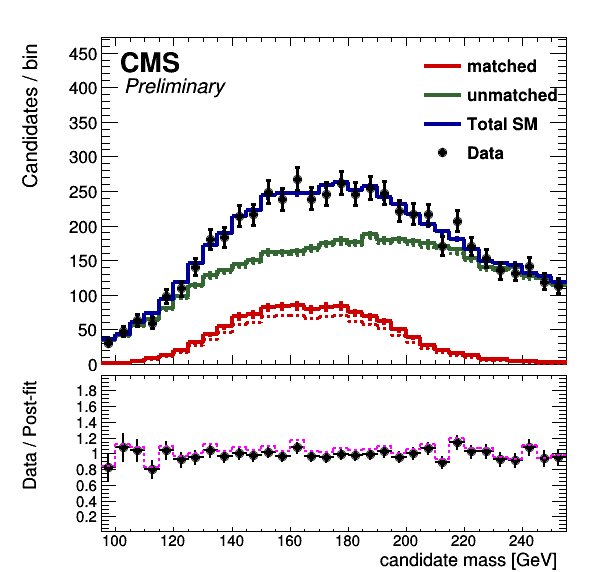 CMS
Preliminary
matched
unmatched
Total SM
Data
Candidates / bin
450
400
350
300
250
200
150
100
50
0
Data / Post-fit
1.8
1.6
1.4
1.2
1
0.8
0.6
0.4
0.2
100 120 140 160 180 200 220 240
candidate mass [GeV]